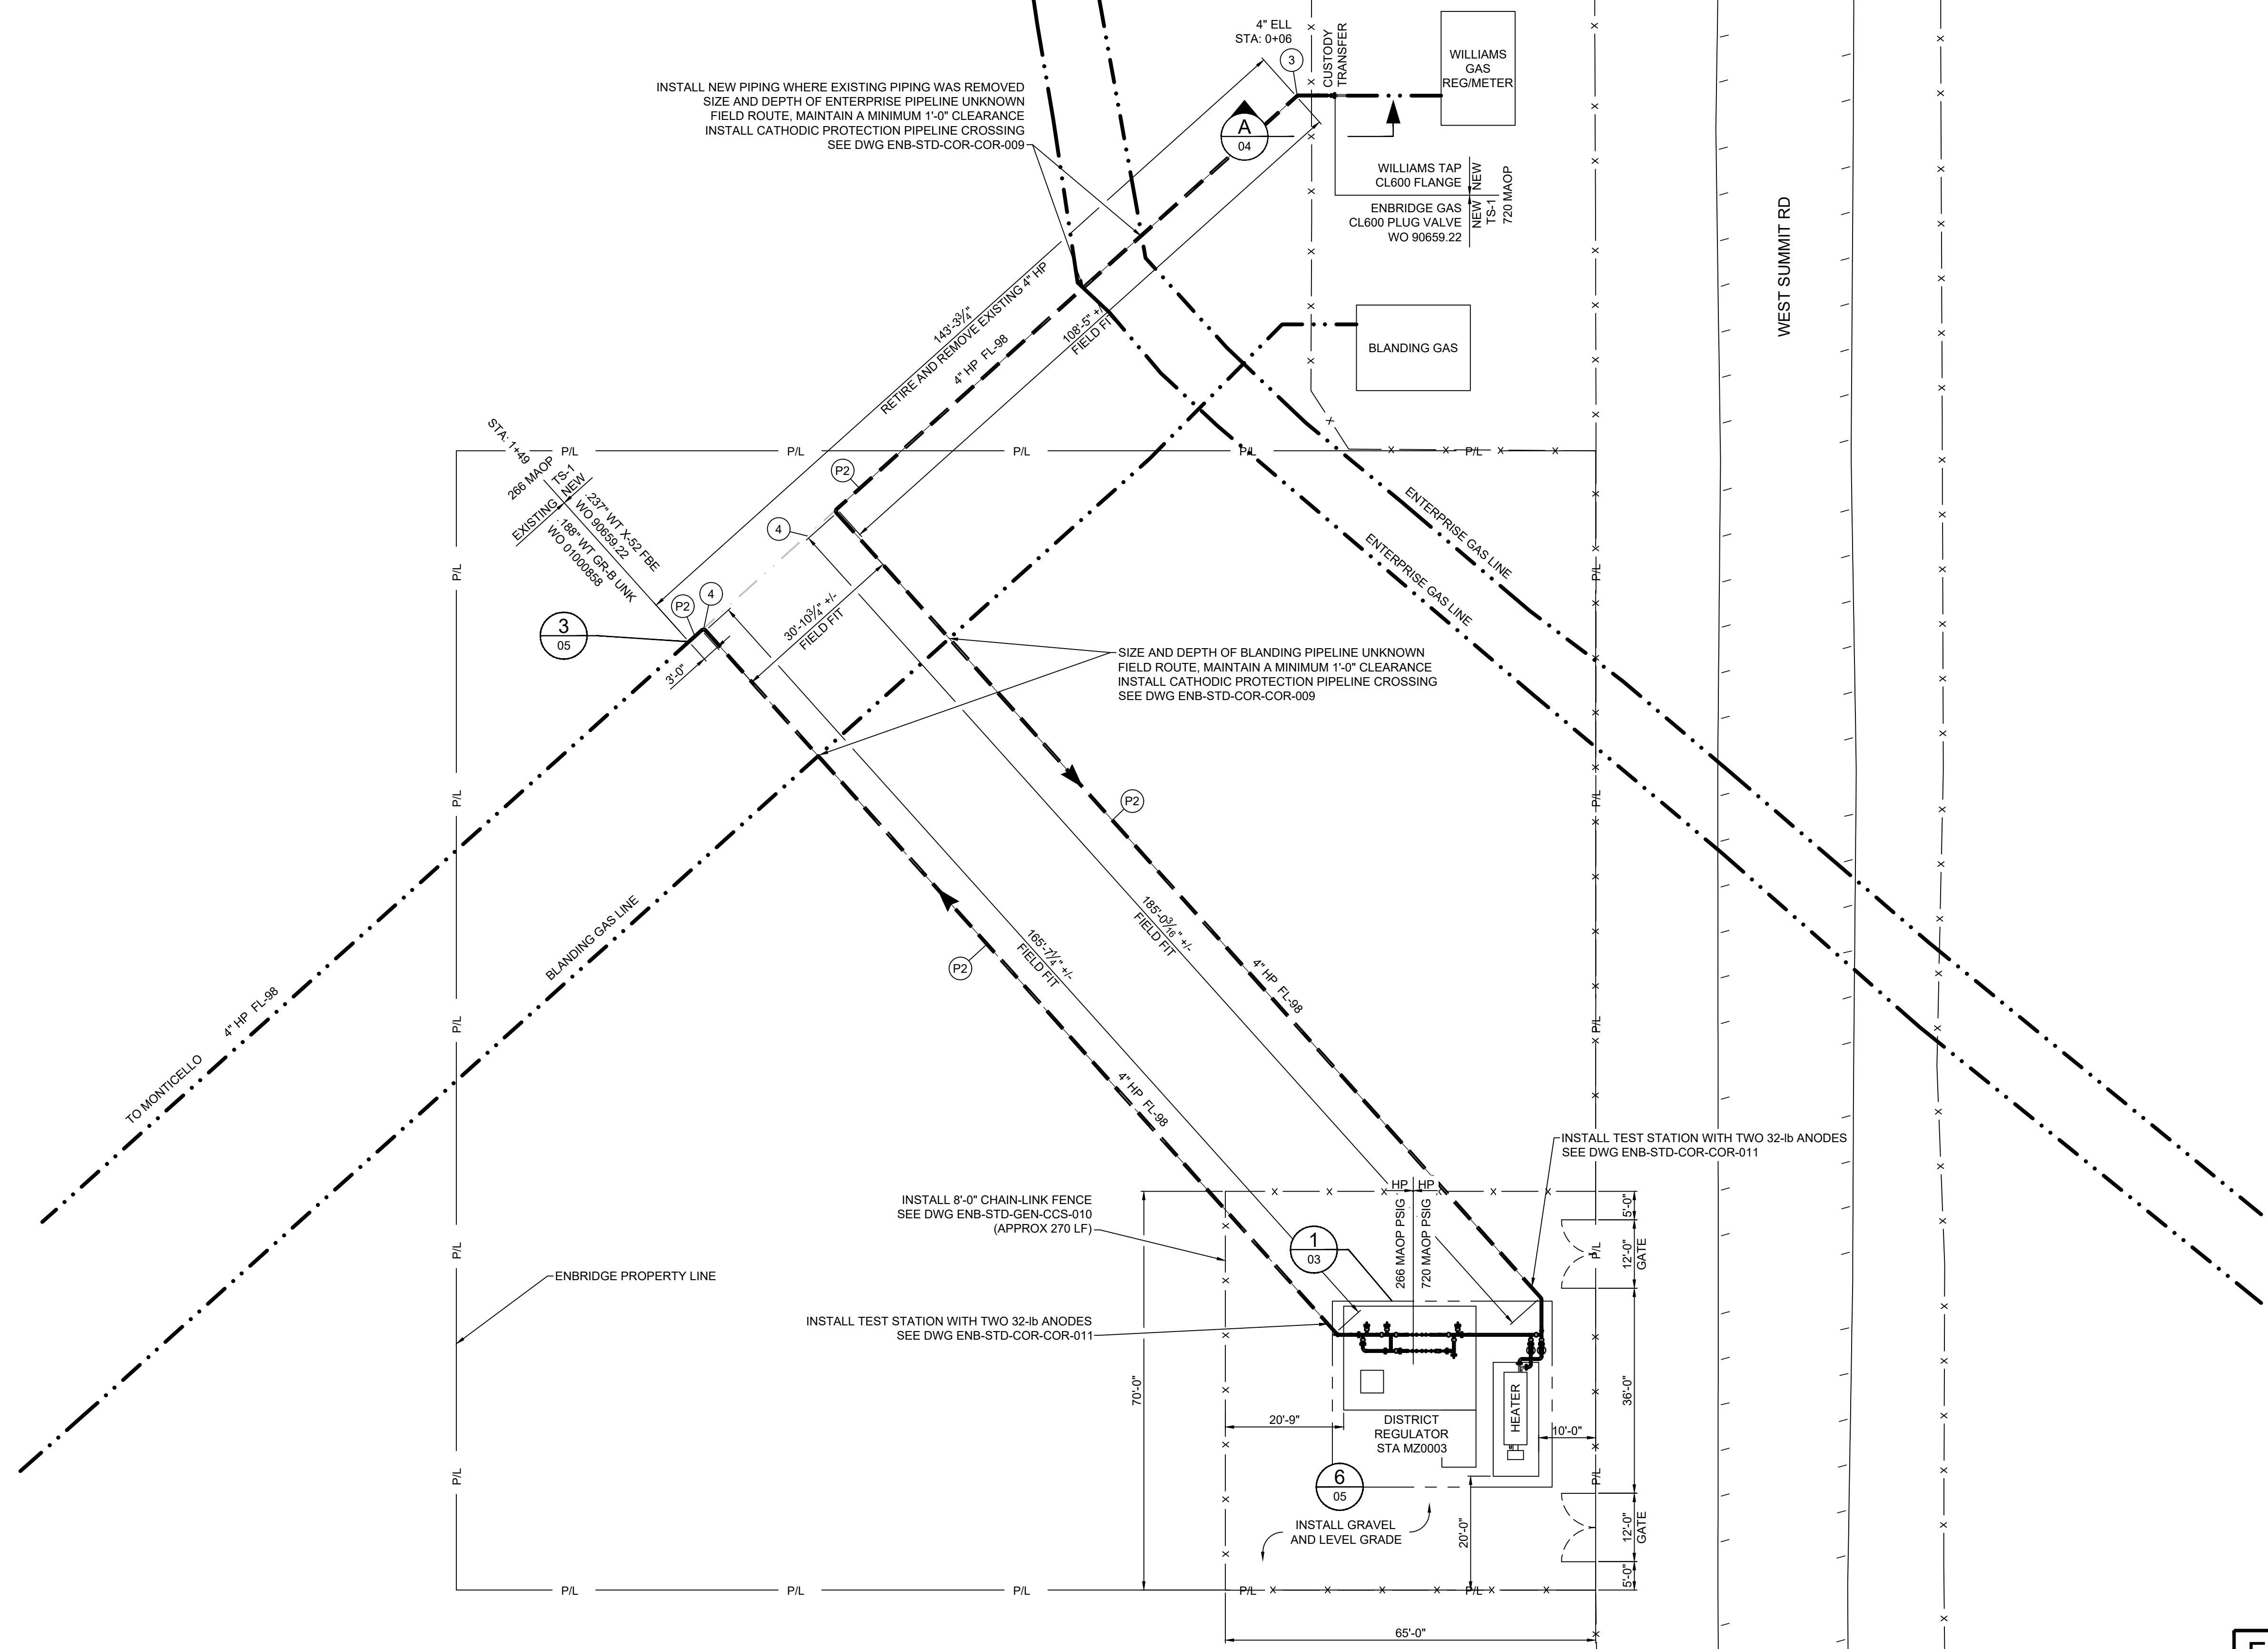 4" ELL
STA: 0+06
3
CUSTODY
TRANSFER
WILLIAMS
GAS
REG/METER
INSTALL NEW PIPING WHERE EXISTING PIPING WAS REMOVED
SIZE AND DEPTH OF ENTERPRISE PIPELINE UNKNOWN
FIELD ROUTE, MAINTAIN A MINIMUM 1'-0" CLEARANCE
INSTALL CATHODIC PROTECTION PIPELINE CROSSING
SEE DWG ENB-STD-COR-COR-009
A
04
WILLIAMS TAP
CL600 FLANGE
NEW
ENBRIDGE GAS
CL600 PLUG VALVE
WO 90659.22
NEW
TS-1
720 MAOP
WEST SUMMIT RD
143'-3¾"
RETIRE AND REMOVE EXISTING 4" HP
4" HP FL-98
108'-5" +/-
FIELD FIT
BLANDING GAS
P/L
P/L
P/L
P/L
P/L
STA: 1+49
266 MAOP
TS-1
EXISTING
NEW
.237" WT X-52 FBE
WO 90659.22
.188" WT GR-B UNK
WO 01000858
P2
4
P2
4
3
05
3'-0"
30'-10¾" +/-
FIELD FIT
ENTERPRISE GAS LINE
ENTERPRISE GAS LINE
P/L
P/L
SIZE AND DEPTH OF BLANDING PIPELINE UNKNOWN
FIELD ROUTE, MAINTAIN A MINIMUM 1'-0" CLEARANCE
INSTALL CATHODIC PROTECTION PIPELINE CROSSING
SEE DWG ENB-STD-COR-COR-009
P2
P/L
P/L
185'-0³⁄₁₆" +/-
FIELD FIT
165'-7¼" +/-
FIELD FIT
P2
BLANDING GAS LINE
4" HP FL-98
4" HP FL-98
TO MONTICELLO
P/L
P/L
4" HP FL-98
INSTALL TEST STATION WITH TWO 32-lb ANODES
SEE DWG ENB-STD-COR-COR-011
INSTALL 8'-0" CHAIN-LINK FENCE
SEE DWG ENB-STD-GEN-CCS-010
(APPROX 270 LF)
HP
HP
266 MAOP PSIG
720 MAOP PSIG
1
03
5'-0"
12'-0"
GATE
P/L
P/L
ENBRIDGE PROPERTY LINE
INSTALL TEST STATION WITH TWO 32-lb ANODES
SEE DWG ENB-STD-COR-COR-011
70'-0"
36'-0"
20'-9"
DISTRICT
REGULATOR
STA MZ0003
HEATER
10'-0"
P/L
P/L
6
05
INSTALL GRAVEL
AND LEVEL GRADE
20'-0"
12'-0"
GATE
5'-0"
P/L
P/L
P/L
P/L
P/L
65'-0"